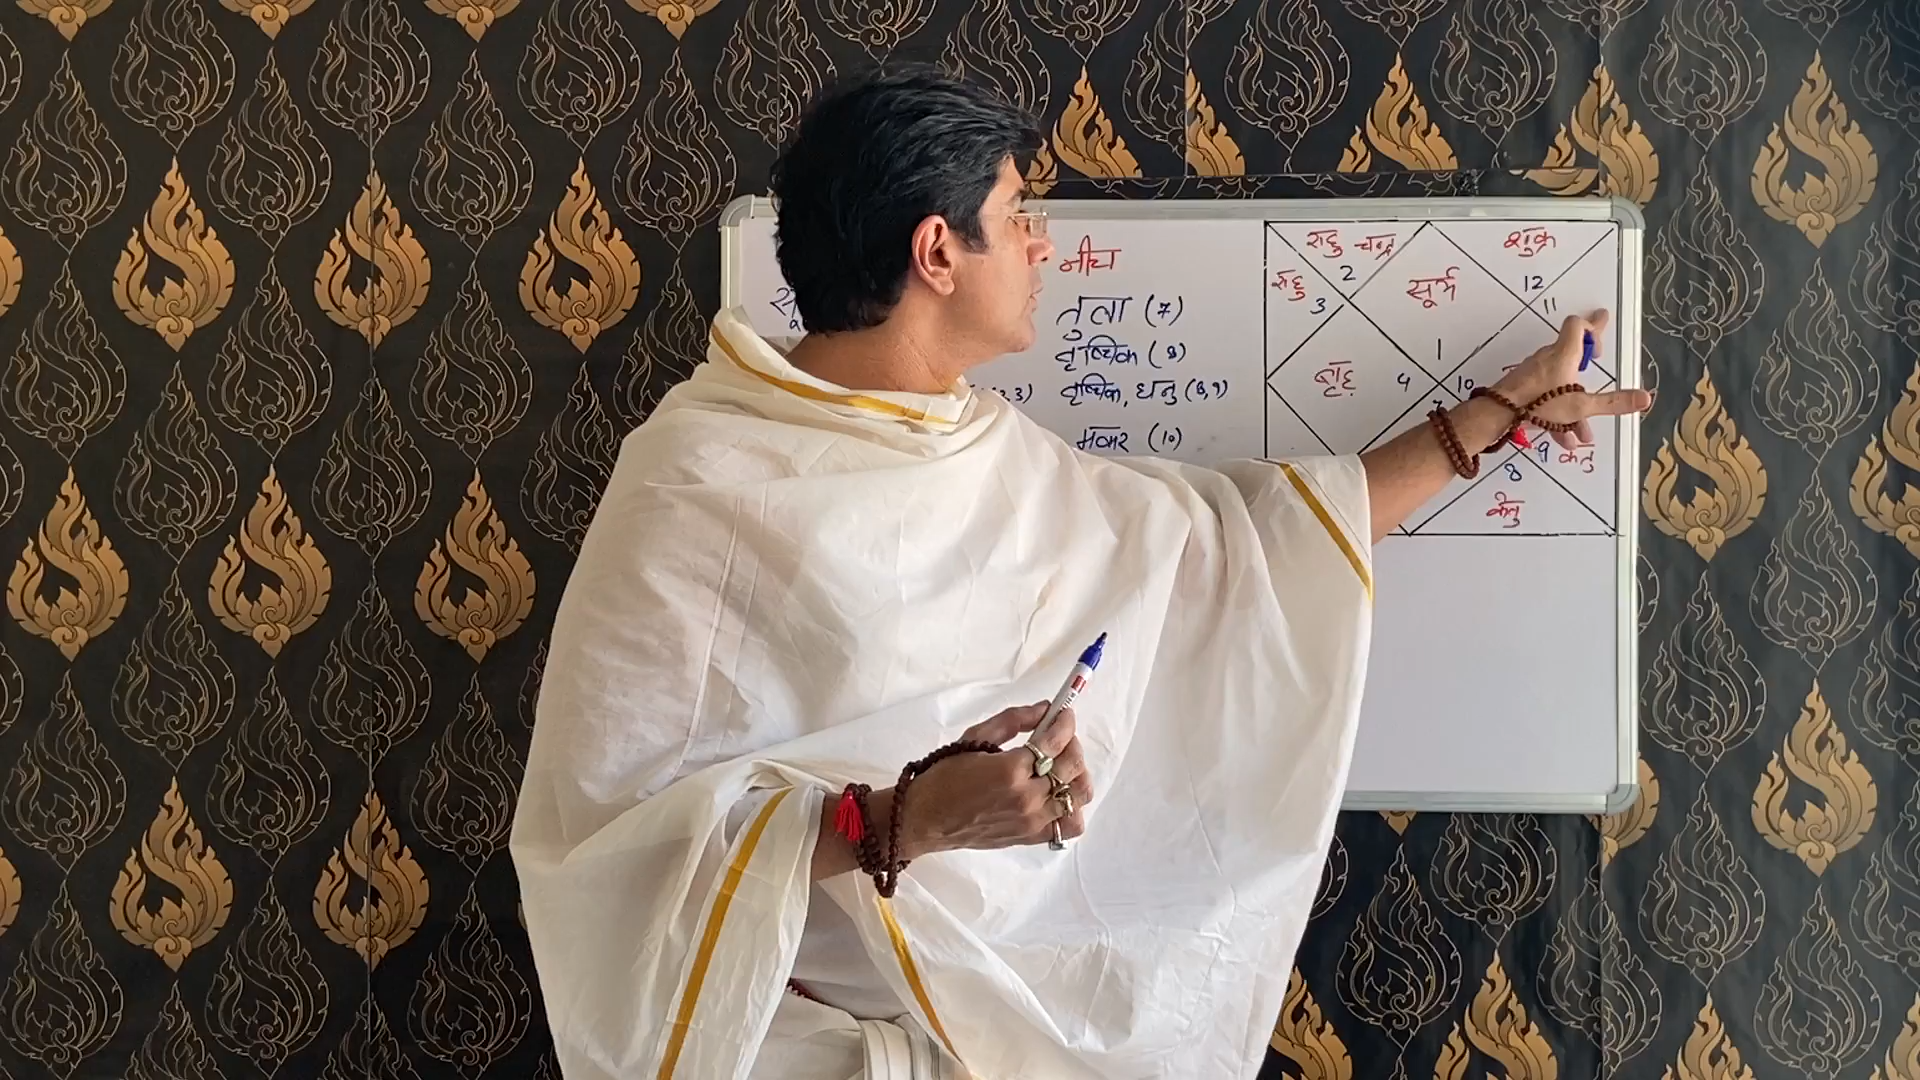 नीच
तुला (7)
वृष्चिक (8)
वृष्चिक, धनु (8, 9)
मकर (10)
राहु चन्द्र
2
राहु
3
सूर्य
1
शुक्र
12
11
बृह.
4
10
9 केतु
8
केतु